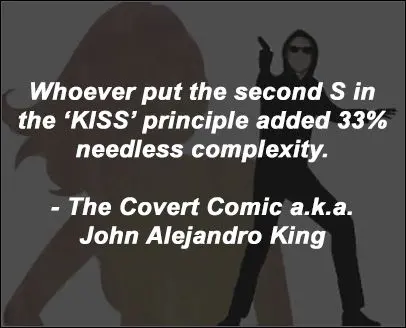 Whoever put the second S in
the ‘KISS’ principle added 33%
needless complexity.
- The Covert Comic a.k.a.
John Alejandro King